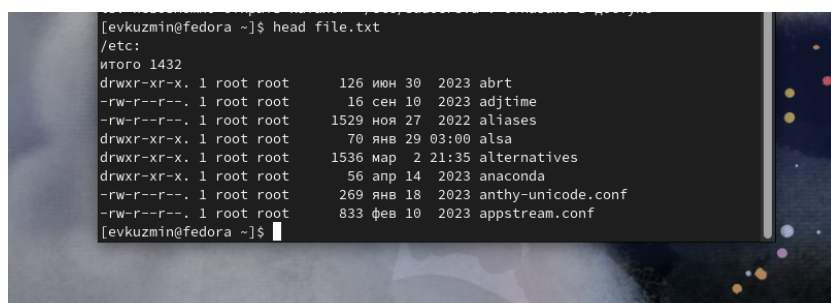 [evkuzmin@fedora ~]$ head file.txt
/etc:
итого 1432
drwxr-xr-x. 1 root root      126 июн 30  2023 abrt
-rw-r--r--. 1 root root       16 сен 10  2023 adjtime
-rw-r--r--. 1 root root     1529 ноя 27  2022 aliases
drwxr-xr-x. 1 root root       70 янв 29 03:00 alsa
drwxr-xr-x. 1 root root     1536 мар  2 21:35 alternatives
drwxr-xr-x. 1 root root       56 апр 14  2023 anaconda
-rw-r--r--. 1 root root      269 янв 18  2023 anthy-unicode.conf
-rw-r--r--. 1 root root      833 фев 10  2023 appstream.conf
[evkuzmin@fedora ~]$